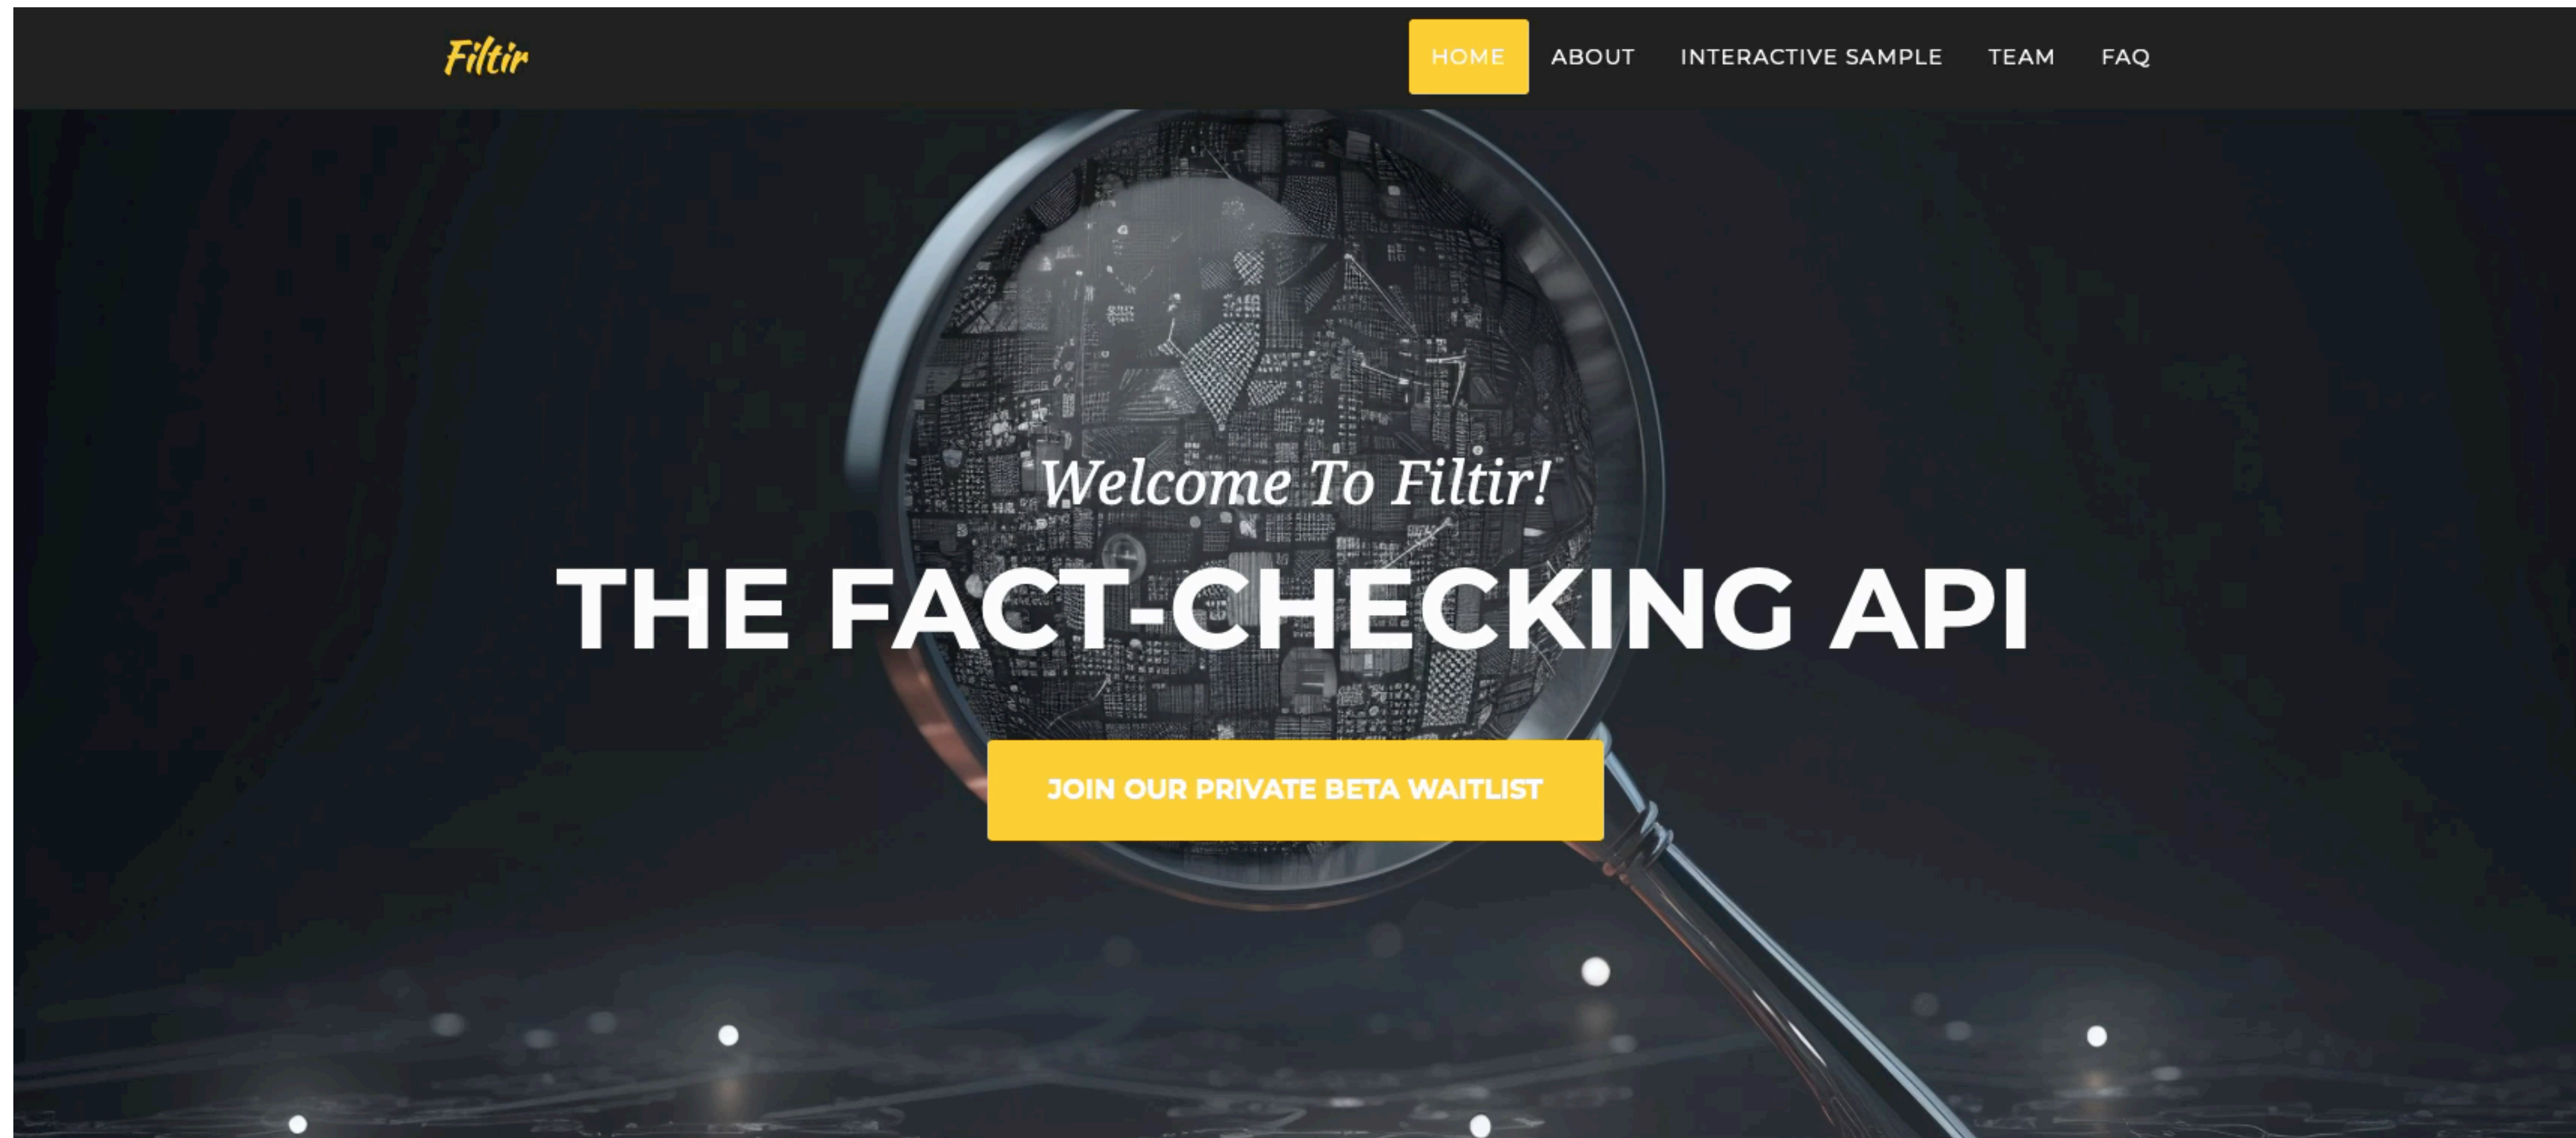 Filtir
HOME ABOUT INTERACTIVE SAMPLE TEAM FAQ
Welcome To Filtir!
THE FACT-CHECKING API
JOIN OUR PRIVATE BETA WAITLIST